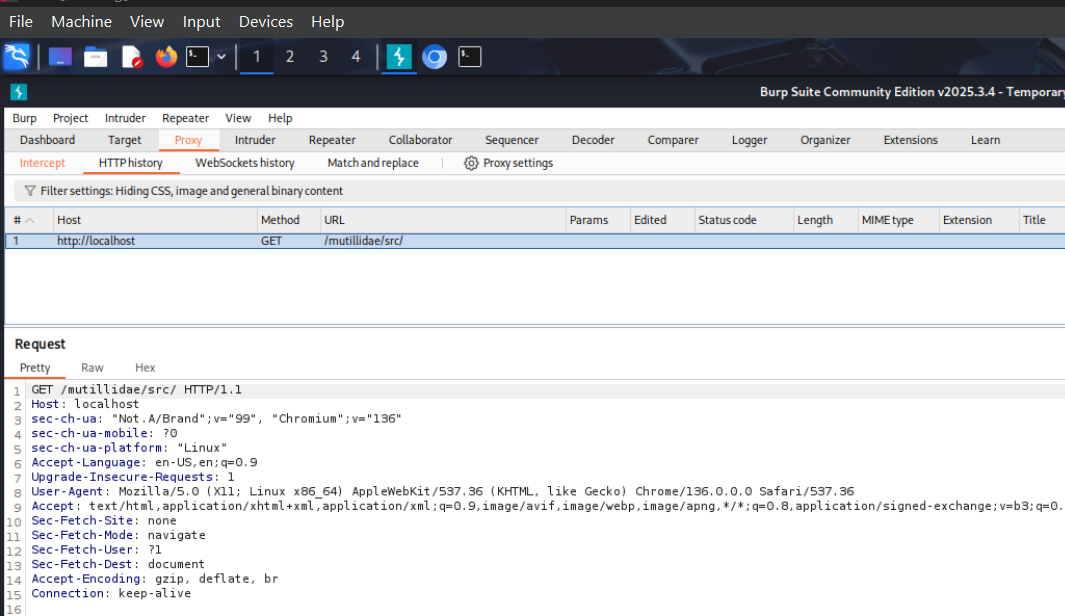 File Machine View Input Devices Help
1 2 3 4
Burp Suite Community Edition v2025.3.4 - Temporary
Burp Project Intruder Repeater View Help
Dashboard Target Proxy Intruder Repeater Collaborator Sequencer Decoder Comparer Logger Organizer Extensions Learn
Intercept HTTP history WebSockets history Match and replace Proxy settings
Filter settings: Hiding CSS, image and general binary content
# Host Method URL Params Edited Status code Length MIME type Extension Title
1 http://localhost GET /mutillidae/src/
Request
Pretty Raw Hex
1 GET /mutillidae/src/ HTTP/1.1
2 Host: localhost
3 sec-ch-ua: "Not.A/Brand";v="99", "Chromium";v="136"
4 sec-ch-ua-mobile: ?0
5 sec-ch-ua-platform: "Linux"
6 Accept-Language: en-US,en;q=0.9
7 Upgrade-Insecure-Requests: 1
8 User-Agent: Mozilla/5.0 (X11; Linux x86_64) AppleWebKit/537.36 (KHTML, like Gecko) Chrome/136.0.0.0 Safari/537.36
9 Accept: text/html,application/xhtml+xml,application/xml;q=0.9,image/avif,image/webp,image/apng,*/*;q=0.8,application/signed-exchange;v=b3;q=0.
10 Sec-Fetch-Site: none
11 Sec-Fetch-Mode: navigate
12 Sec-Fetch-User: ?1
13 Sec-Fetch-Dest: document
14 Accept-Encoding: gzip, deflate, br
15 Connection: keep-alive
16